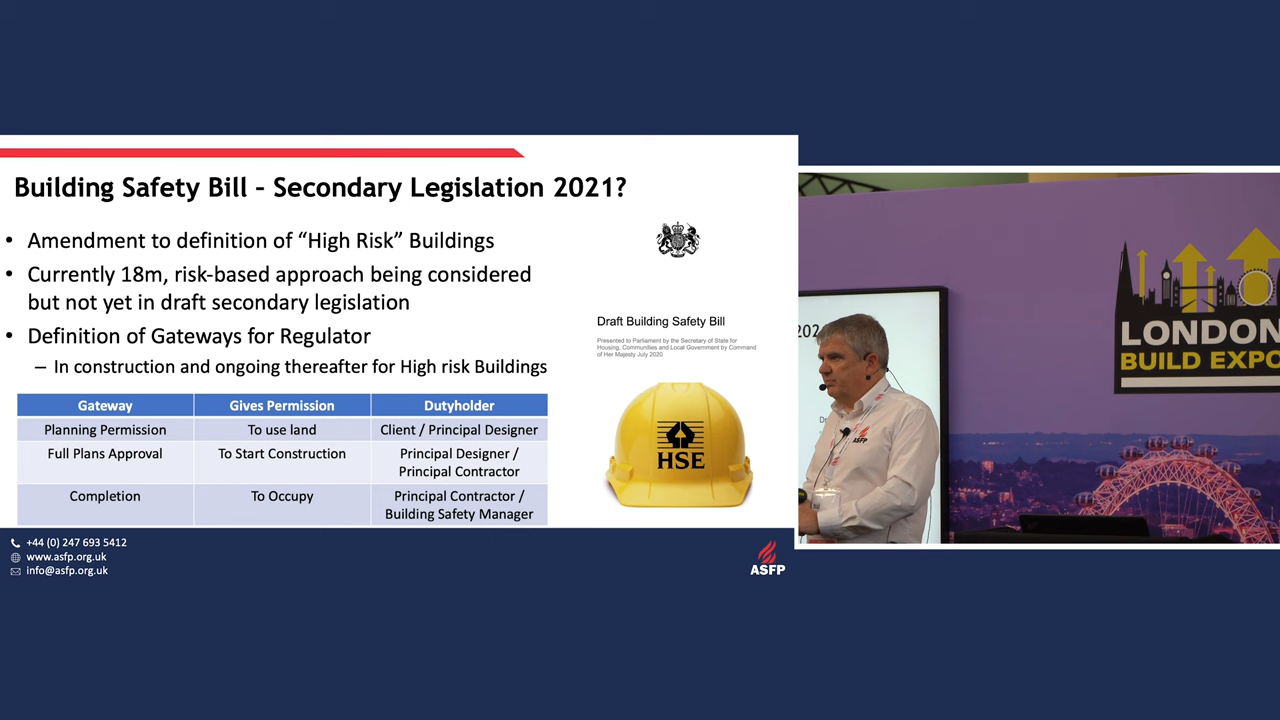 Building Safety Bill – Secondary Legislation 2021?
• Amendment to definition of “High Risk” Buildings
• Currently 18m, risk-based approach being considered
but not yet in draft secondary legislation
• Definition of Gateways for Regulator
– In construction and ongoing thereafter for High risk Buildings
Gateway Gives Permission Dutyholder
Planning Permission To use land Client / Principal Designer
Full Plans Approval To Start Construction Principal Designer /
Principal Contractor
Completion To Occupy Principal Contractor /
Building Safety Manager
Draft Building Safety Bill
Presented to Parliament by the Secretary of State for
Housing, Communities and Local Government by Command
of Her Majesty July 2020
HSE
+44 (0) 247 693 5412
www.asfp.org.uk
info@asfp.org.uk
ASFP
202
ASFP
LONDON
BUILD EXPO